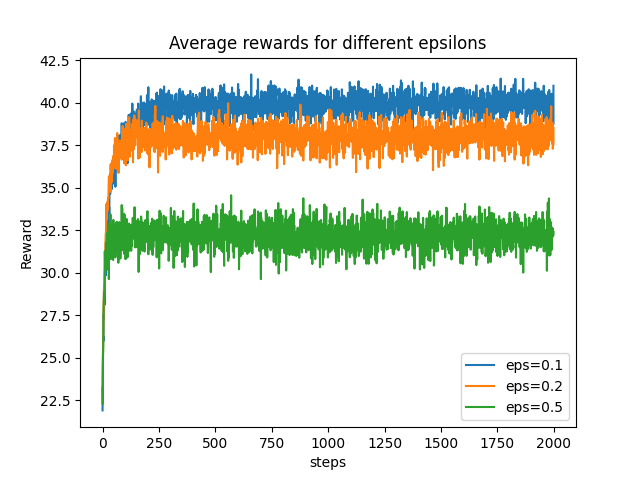 Average rewards for different epsilons
42.5
40.0
37.5
35.0
32.5
30.0
27.5
25.0
22.5
Reward
0 250 500 750 1000 1250 1500 1750 2000
steps
eps=0.1
eps=0.2
eps=0.5